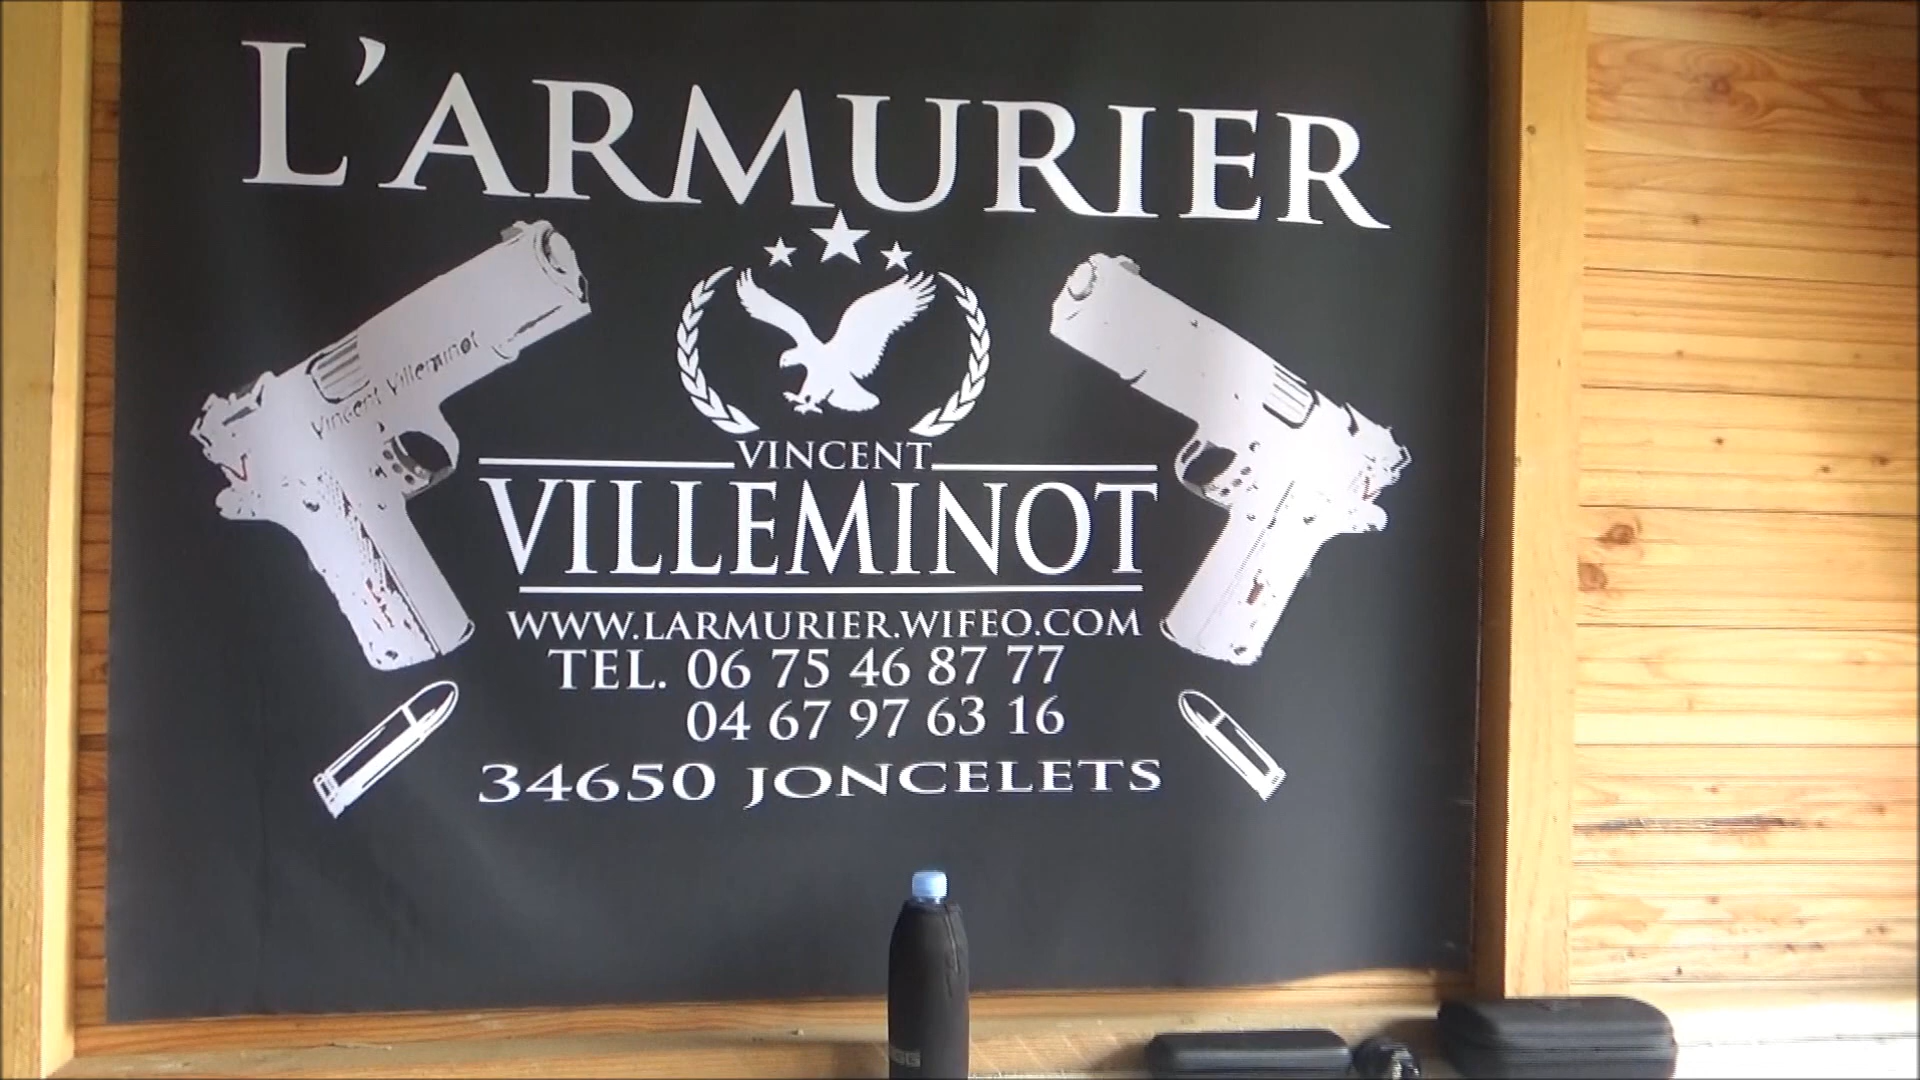 L'ARMURIER
Vincent Villeminot
VINCENT
VILLEMINOT
WWW.LARMURIER.WIFEO.COM
TEL. 06 75 46 87 77
04 67 97 63 16
34650 JONCELETS